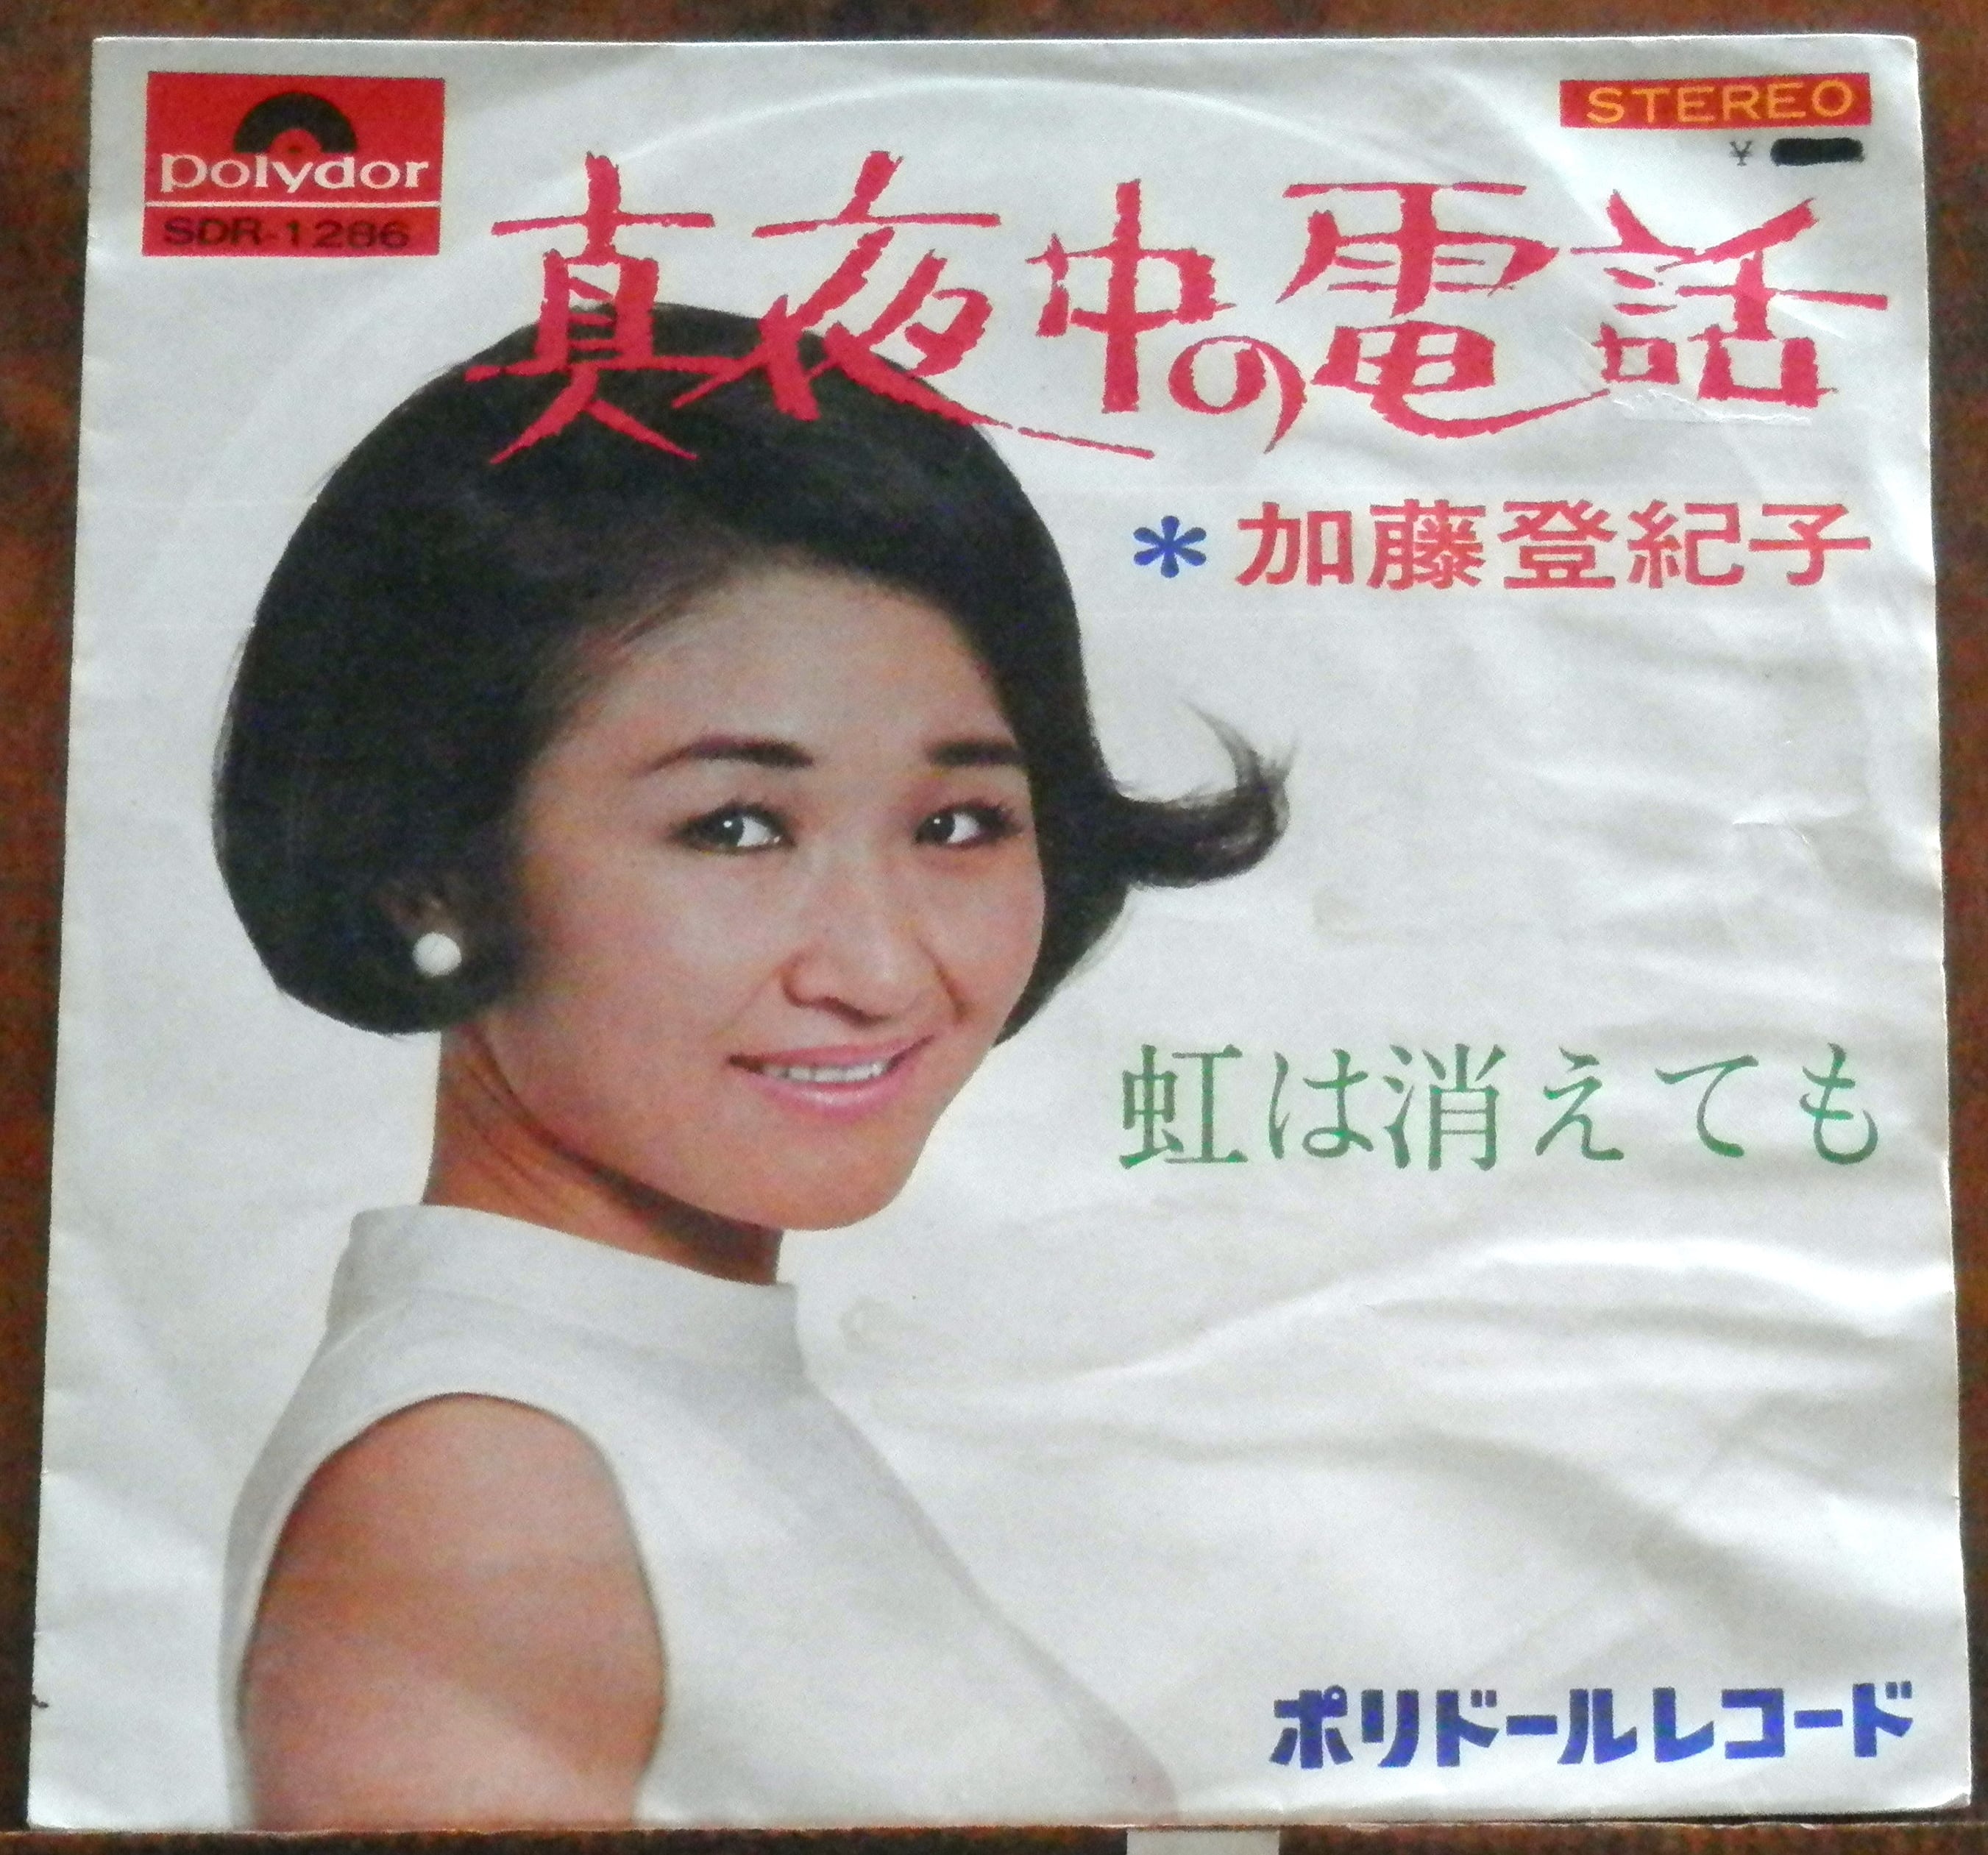 polydor
SDR-1286
STEREO
¥
真夜中の電話
*加藤登紀子
虹は消えても
ポリドールレコード